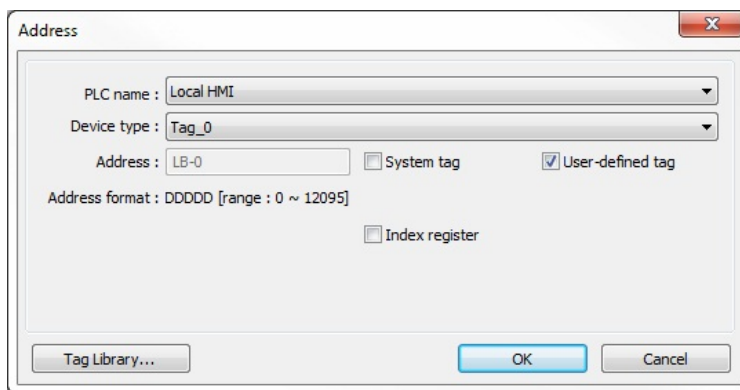 Address
PLC name : Local HMI
Device type : Tag_0
Address : LB-0 System tag User-defined tag
Address format : DDDDD [range : 0 ~ 12095]
Index register
Tag Library... OK Cancel